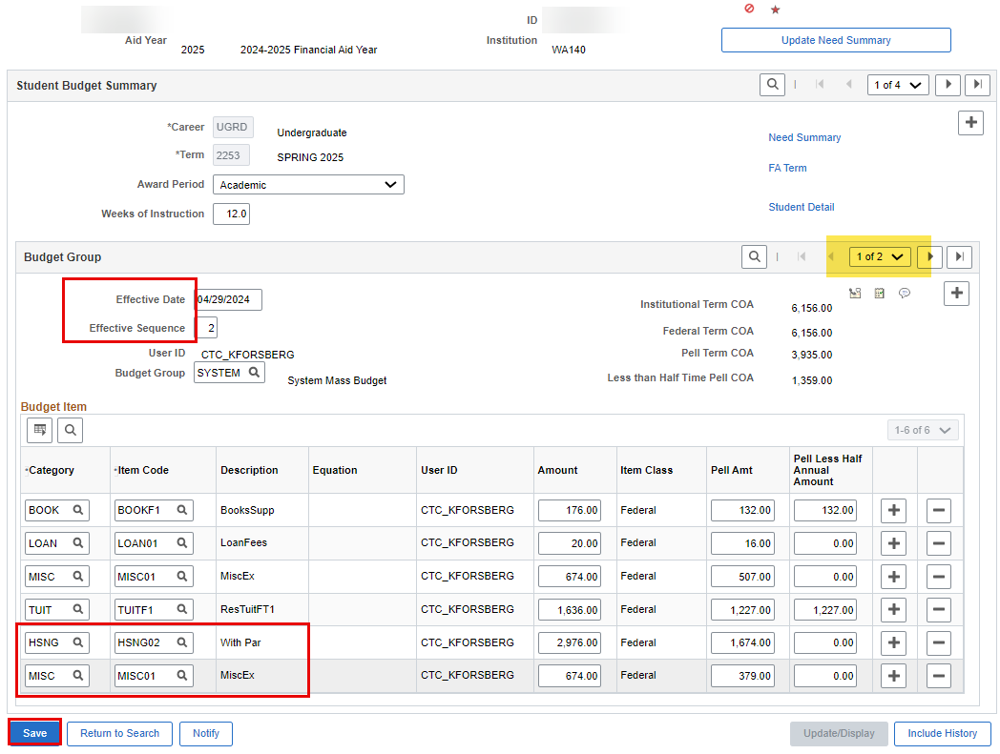 ID
Aid Year 2025 2024-2025 Financial Aid Year Institution WA140
Update Need Summary
Student Budget Summary 1 of 4
*Career UGRD Undergraduate
*Term 2253 SPRING 2025
Award Period Academic
Weeks of Instruction 12.0
Need Summary
FA Term
Student Detail
Budget Group 1 of 2
Effective Date 04/29/2024
Effective Sequence 2
User ID CTC_KFORSBERG
Budget Group SYSTEM System Mass Budget
Institutional Term COA 6,156.00
Federal Term COA 6,156.00
Pell Term COA 3,935.00
Less than Half Time Pell COA 1,359.00
Budget Item
1-6 of 6
*Category *Item Code Description Equation User ID Amount Item Class Pell Amt Pell Less Half Annual Amount
BOOK BOOKF1 BooksSupp CTC_KFORSBERG 176.00 Federal 132.00 132.00
LOAN LOAN01 LoanFees CTC_KFORSBERG 20.00 Federal 16.00 0.00
MISC MISC01 MiscEx CTC_KFORSBERG 674.00 Federal 507.00 0.00
TUIT TUITF1 ResTuitFT1 CTC_KFORSBERG 1,636.00 Federal 1,227.00 1,227.00
HSNG HSNG02 With Par CTC_KFORSBERG 2,976.00 Federal 1,674.00 0.00
MISC MISC01 MiscEx CTC_KFORSBERG 674.00 Federal 379.00 0.00
Save Return to Search Notify Update/Display Include History